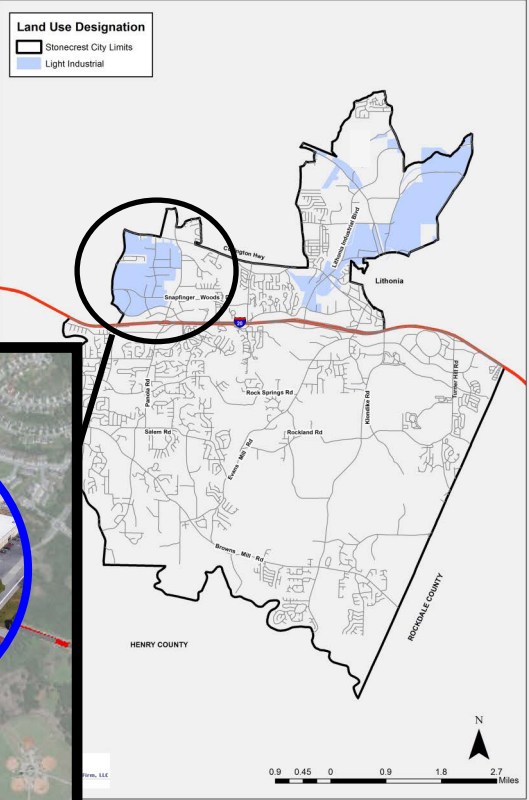 Land Use Designation
Stonecrest City Limits
Light Industrial
Lithonia Industrial Blvd
Hwy
Lithonia
Snapfinger Woods
20
Panola Rd
Rock Springs Rd
Klondike Rd
Turner Hill Rd
Salem Rd
Rockland Rd
Evans Mill Rd
Browns Mill Rd
ROCKDALE COUNTY
HENRY COUNTY
N
Firm, LLC
0.9 0.45 0 0.9 1.8 2.7
Miles